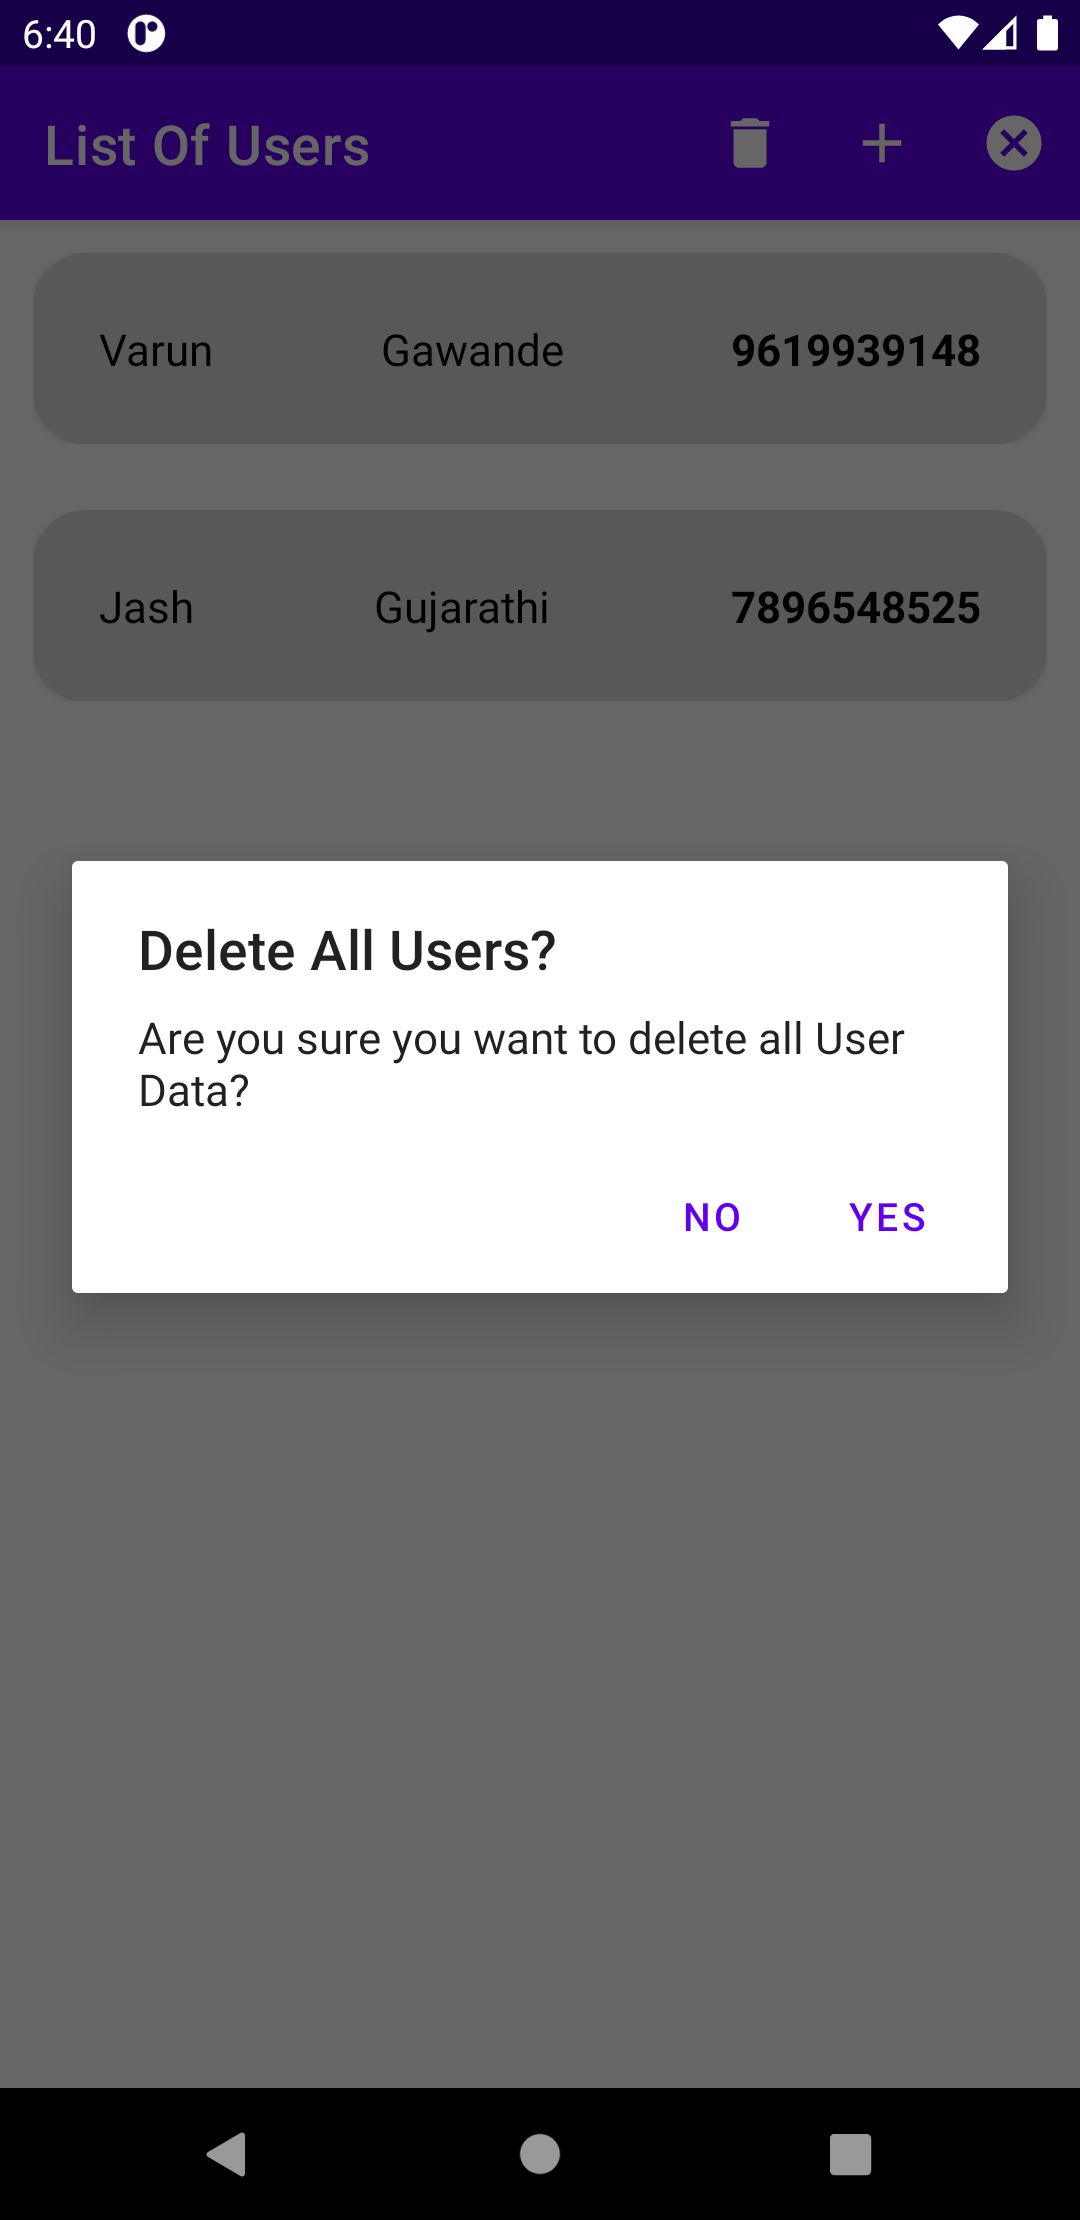 6:40
List Of Users
Varun Gawande 9619939148
Jash Gujarathi 7896548525
Delete All Users?
Are you sure you want to delete all User
Data?
NO YES